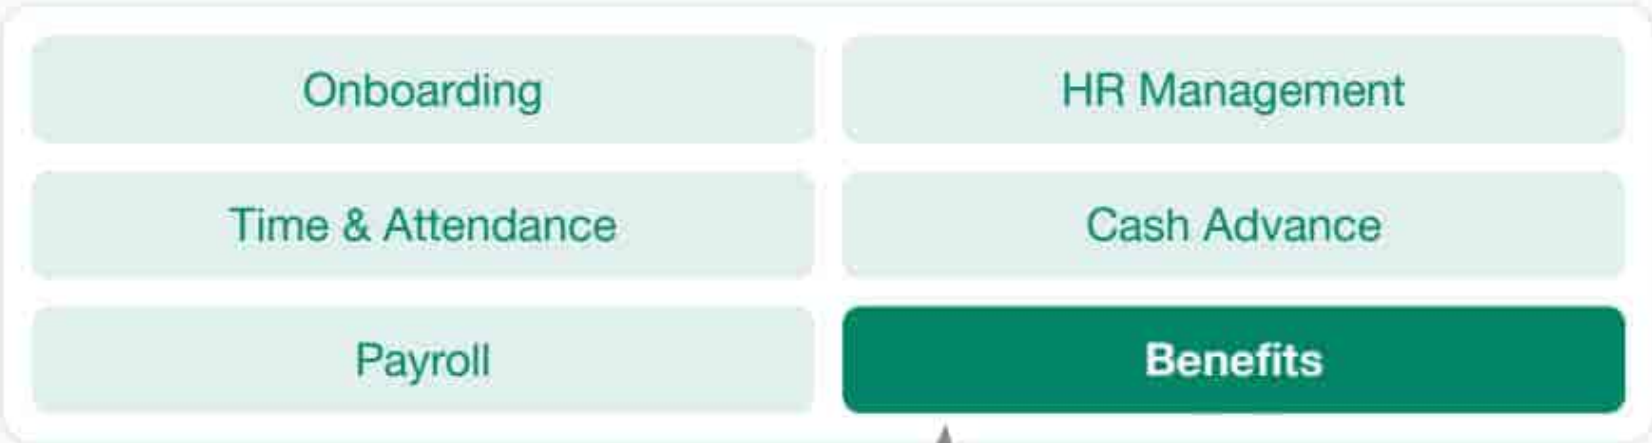 Onboarding
HR Management
Time & Attendance
Cash Advance
Payroll
Benefits